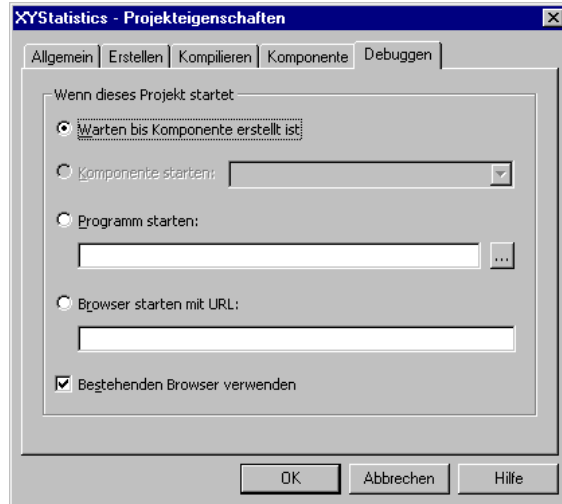 XYStatistics - Projekteigenschaften
Allgemein Erstellen Kompilieren Komponente Debuggen
Wenn dieses Projekt startet
Warten bis Komponente erstellt ist
Komponente starten:
Programm starten:
...
Browser starten mit URL:
Bestehenden Browser verwenden
OK Abbrechen Hilfe